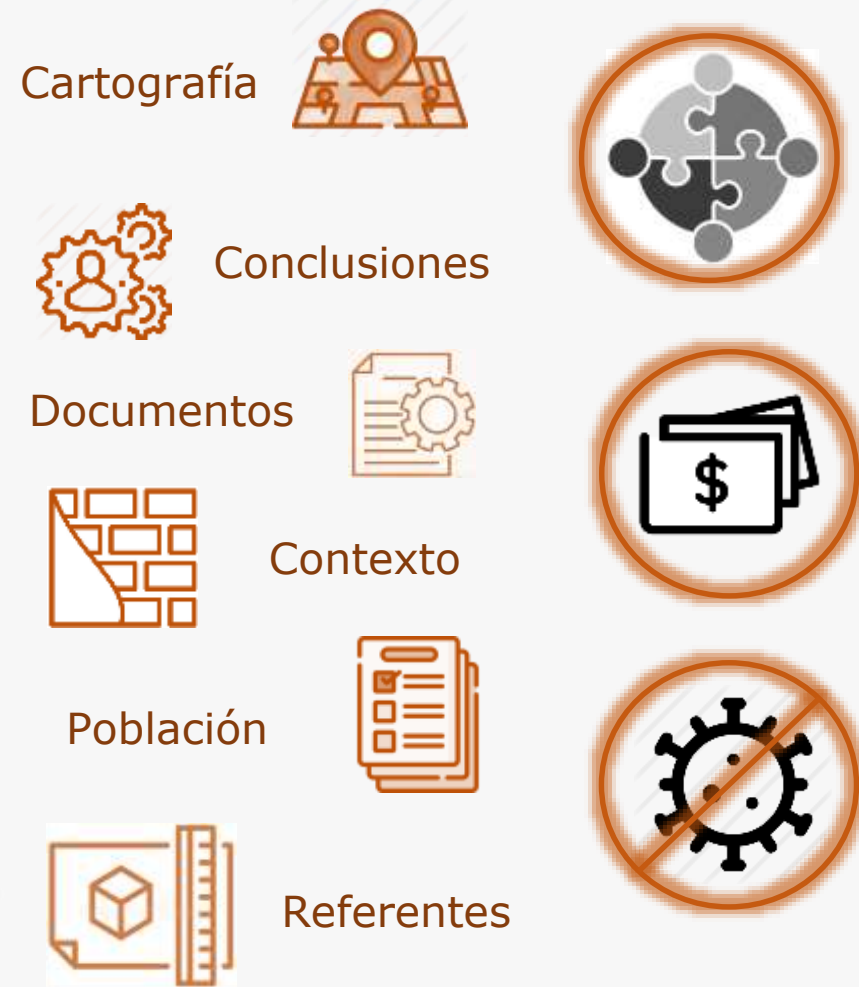 Cartografía
Conclusiones
Documentos
$
Contexto
Población
Referentes